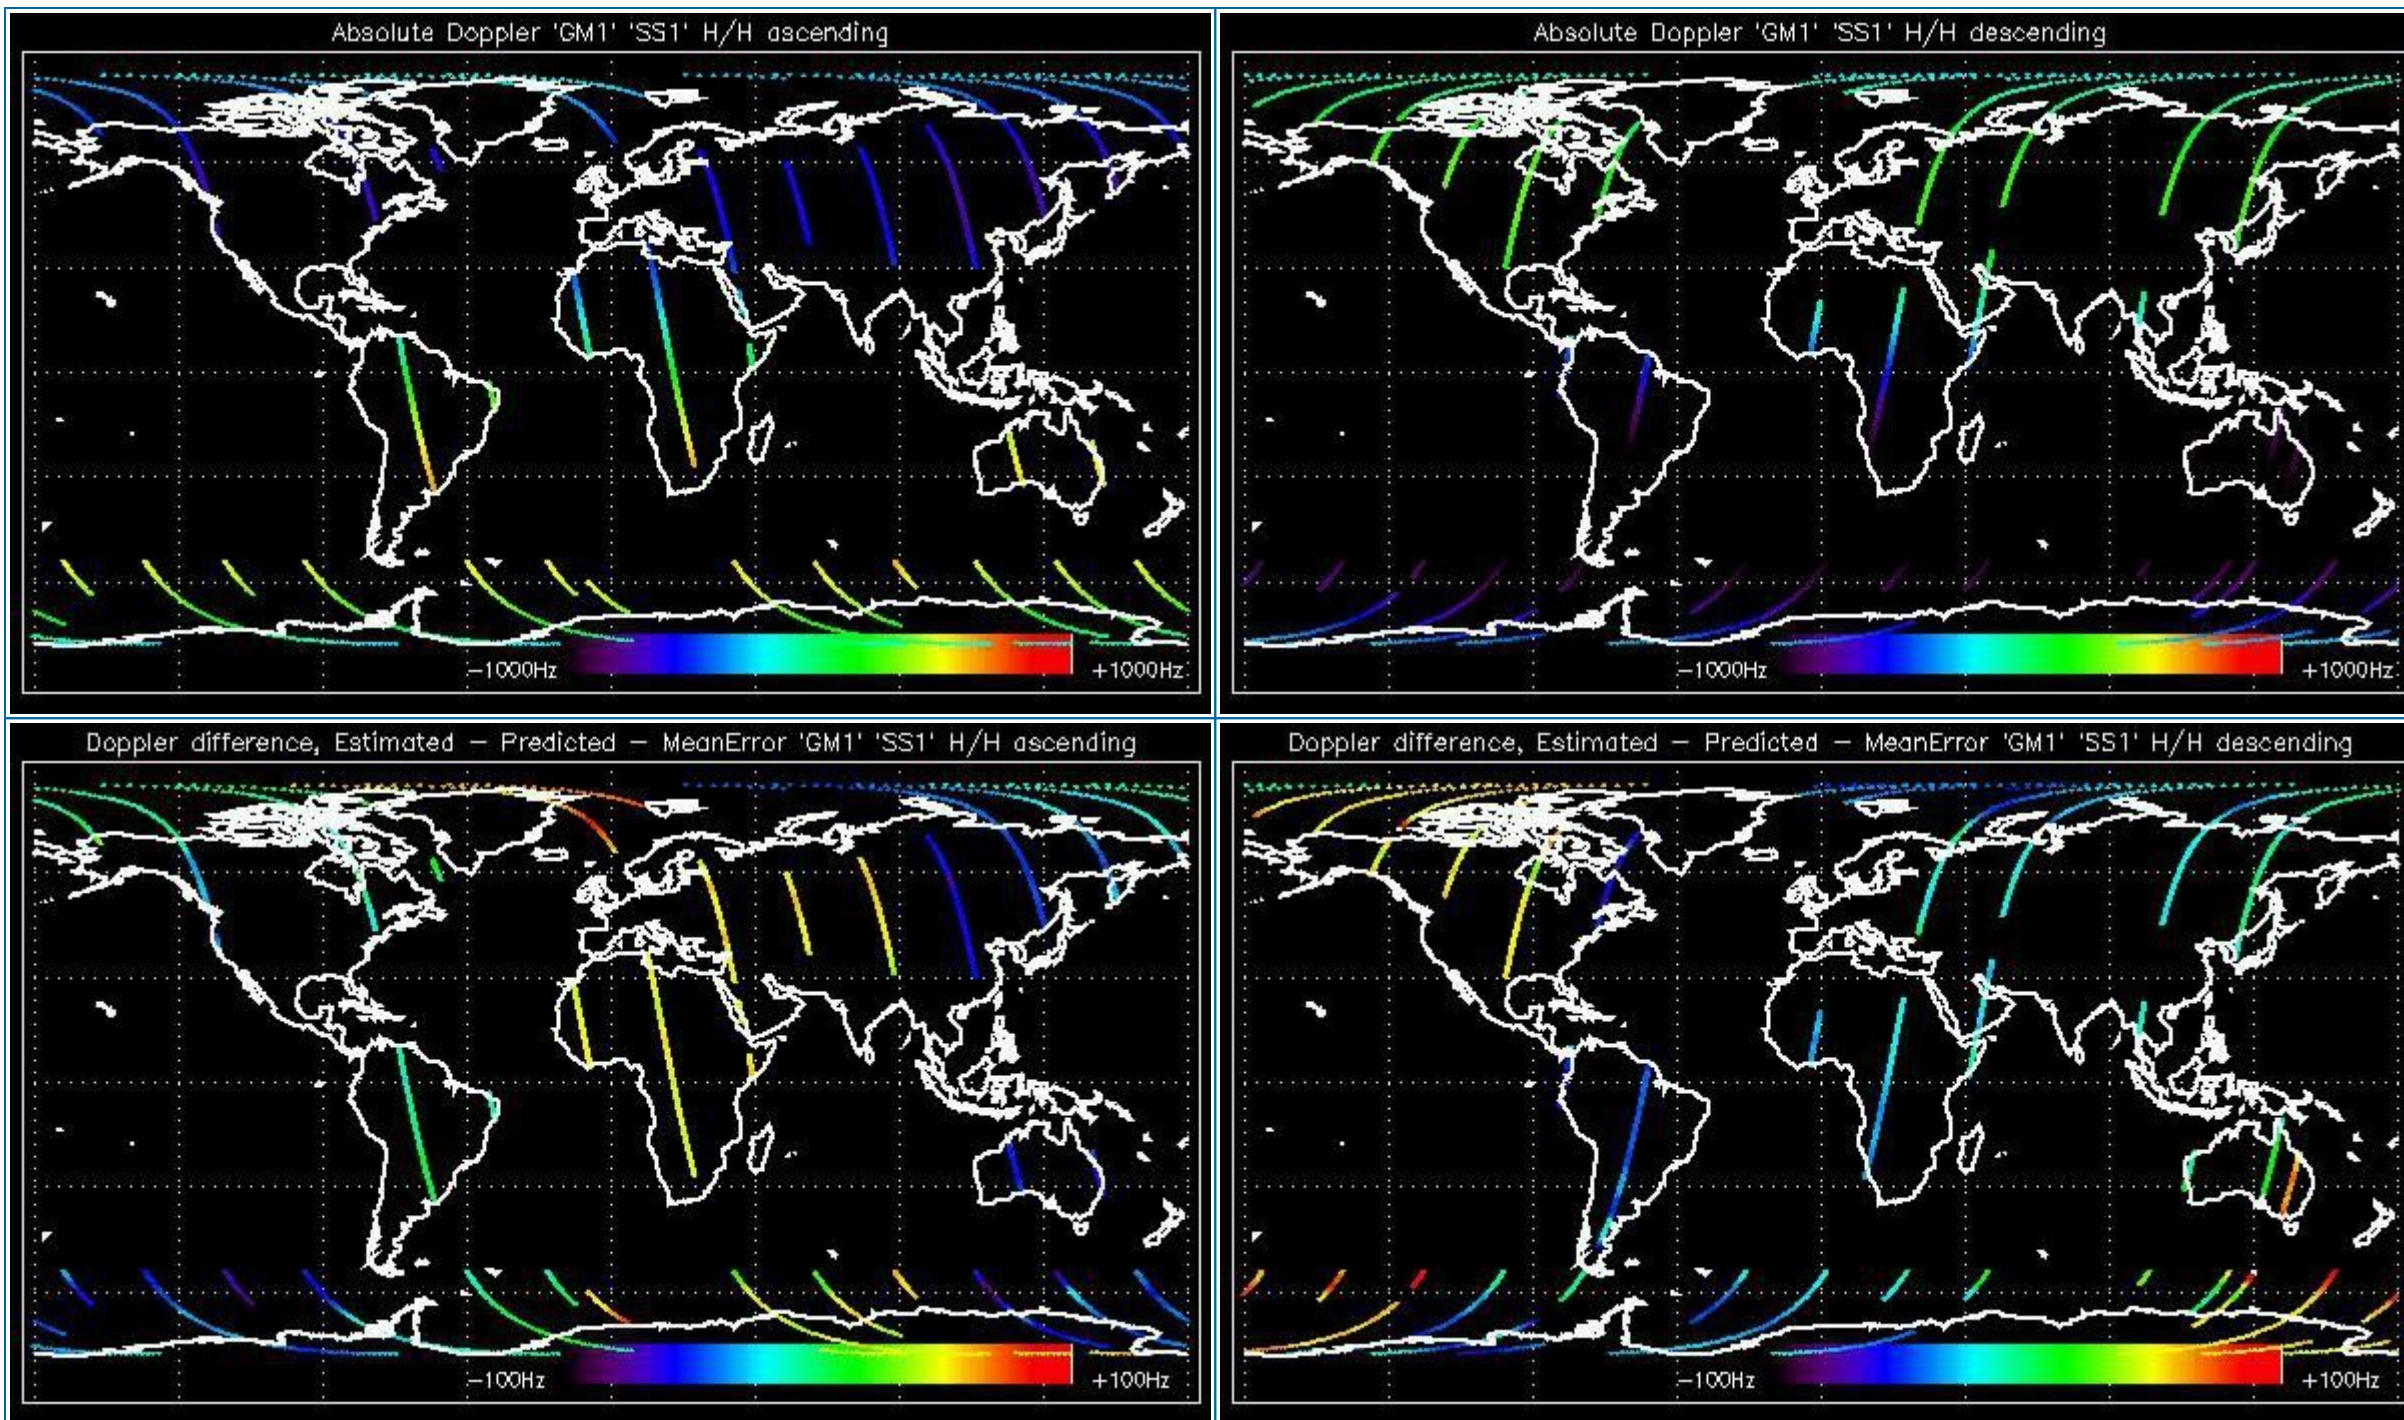 Absolute Doppler 'GM1' 'SS1' H/H ascending
−1000Hz
+1000Hz
Absolute Doppler 'GM1' 'SS1' H/H descending
−1000Hz
+1000Hz
Doppler difference, Estimated − Predicted − MeanError 'GM1' 'SS1' H/H ascending
−100Hz
+100Hz
Doppler difference, Estimated − Predicted − MeanError 'GM1' 'SS1' H/H descending
−100Hz
+100Hz